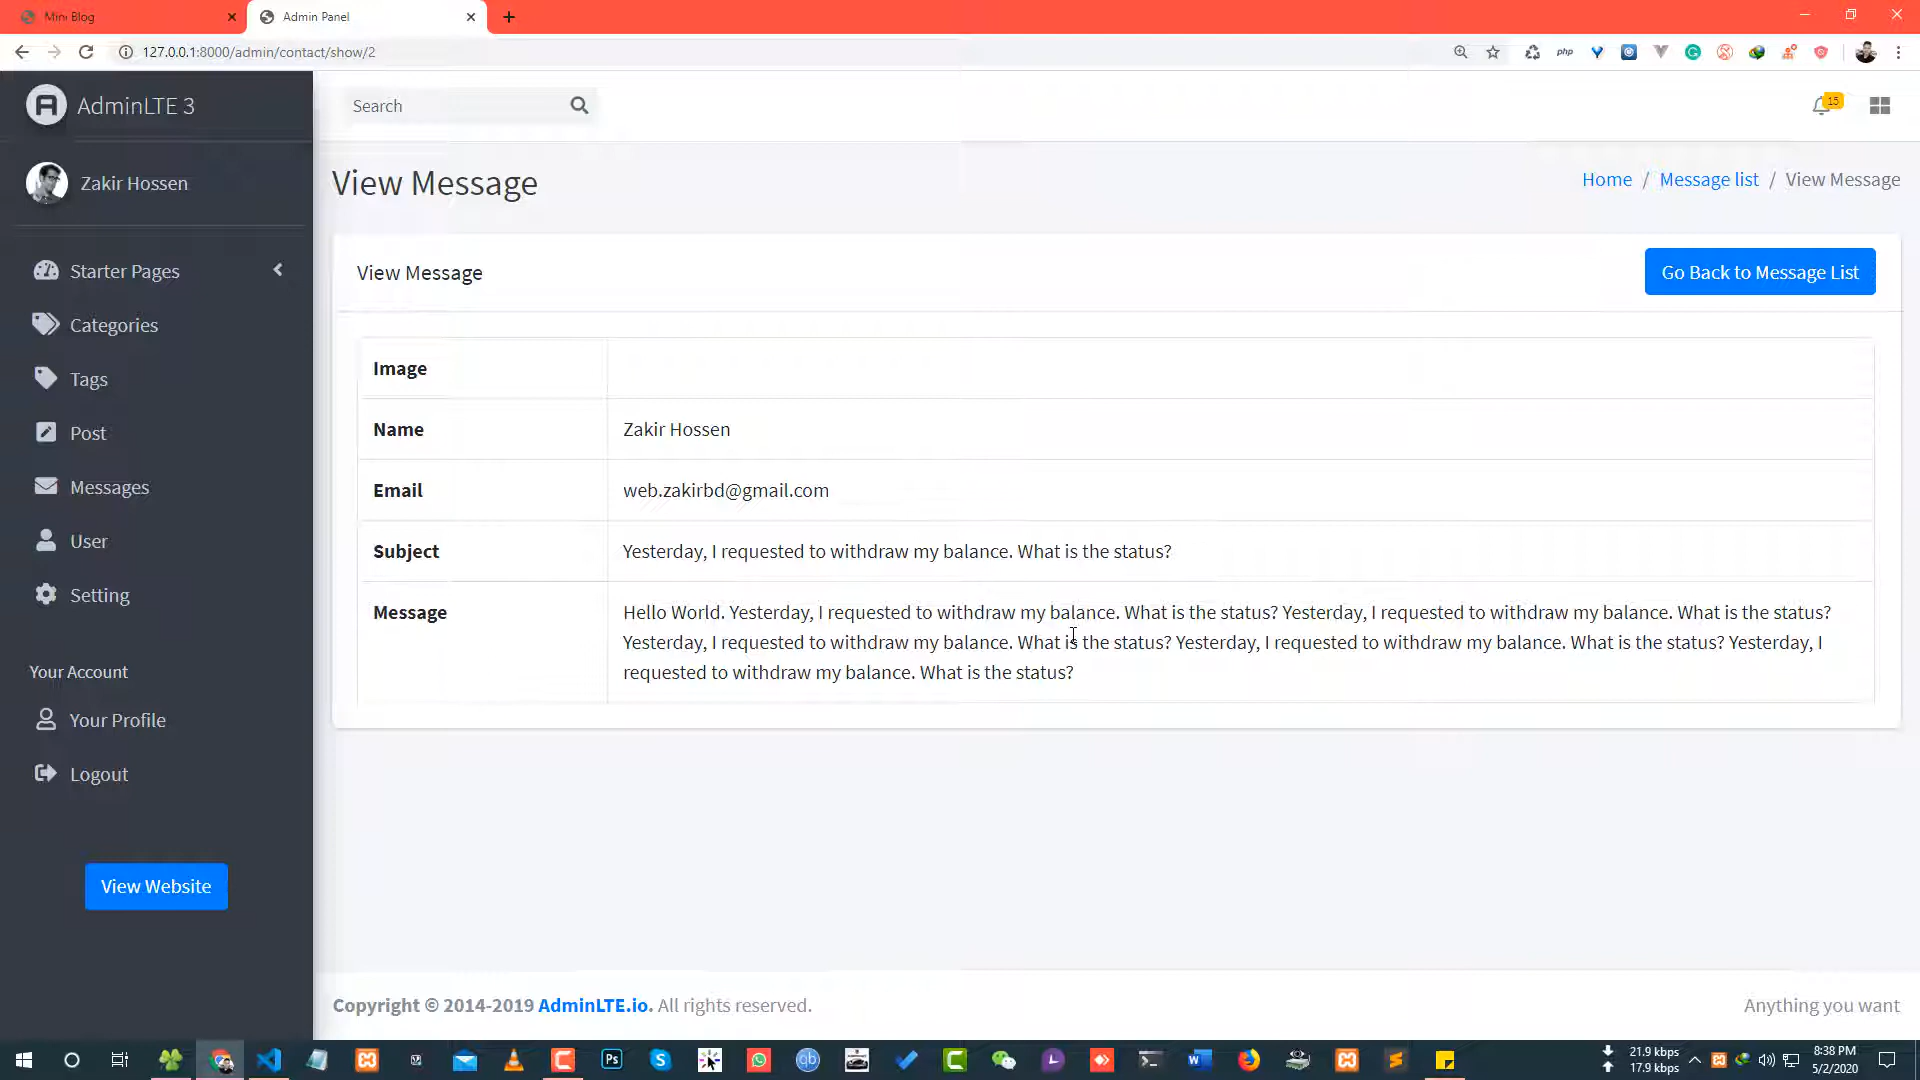 Mini Blog
Admin Panel
127.0.0.1:8000/admin/contact/show/2
php
AdminLTE 3
Search
15
Zakir Hossen
View Message
Home / Message list / View Message
Starter Pages
Categories
Tags
Post
Messages
User
Setting
Your Account
Your Profile
Logout
View Website
View Message
Go Back to Message List
Image
Name
Zakir Hossen
Email
web.zakirbd@gmail.com
Subject
Yesterday, I requested to withdraw my balance. What is the status?
Message
Hello World. Yesterday, I requested to withdraw my balance. What is the status? Yesterday, I requested to withdraw my balance. What is the status?
Yesterday, I requested to withdraw my balance. What is the status? Yesterday, I requested to withdraw my balance. What is the status? Yesterday, I
requested to withdraw my balance. What is the status?
Copyright © 2014-2019 AdminLTE.io. All rights reserved.
Anything you want
Ps
qb
21.9 kbps
17.9 kbps
8:38 PM
5/2/2020